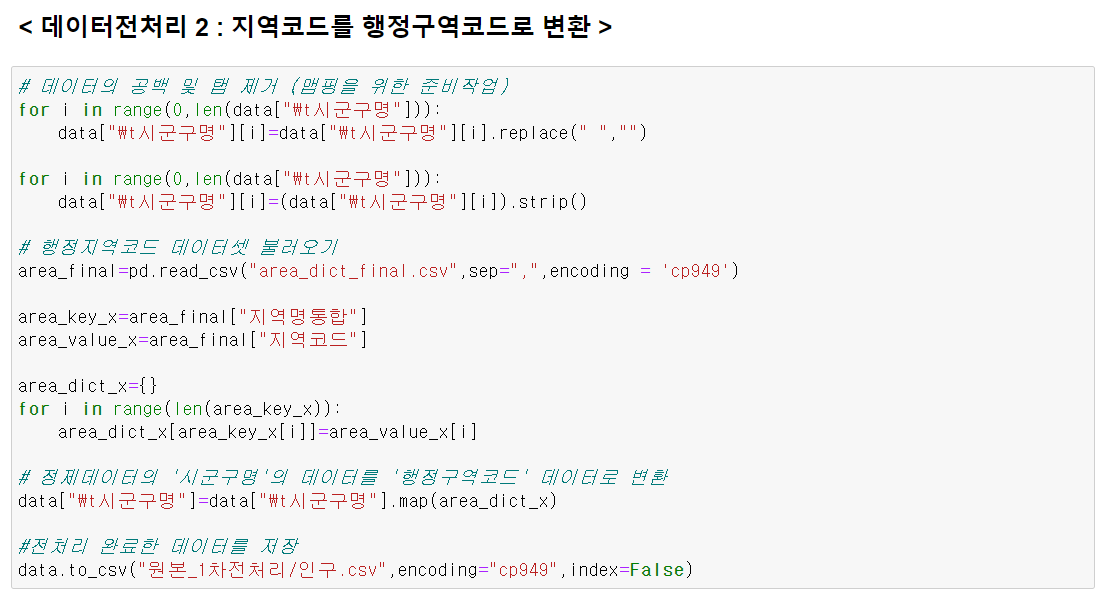 < 데이터전처리 2 : 지역코드를 행정구역코드로 변환 >
# 데이터의 공백 및 탭 제거 (맵핑을 위한 준비작업)
for i in range(0,len(data["₩t시군구명"])):
    data["₩t시군구명"][i]=data["₩t시군구명"][i].replace(" ","")
for i in range(0,len(data["₩t시군구명"])):
    data["₩t시군구명"][i]=(data["₩t시군구명"][i]).strip()
# 행정지역코드 데이터셋 불러오기
area_final=pd.read_csv("area_dict_final.csv",sep=",",encoding = 'cp949')
area_key_x=area_final["지역명통합"]
area_value_x=area_final["지역코드"]
area_dict_x={}
for i in range(len(area_key_x)):
    area_dict_x[area_key_x[i]]=area_value_x[i]
# 정제데이터의 '시군구명'의 데이터를 '행정구역코드' 데이터로 변환
data["₩t시군구명"]=data["₩t시군구명"].map(area_dict_x)
#전처리 완료한 데이터를 저장
data.to_csv("원본_1차전처리/인구.csv",encoding="cp949",index=False)